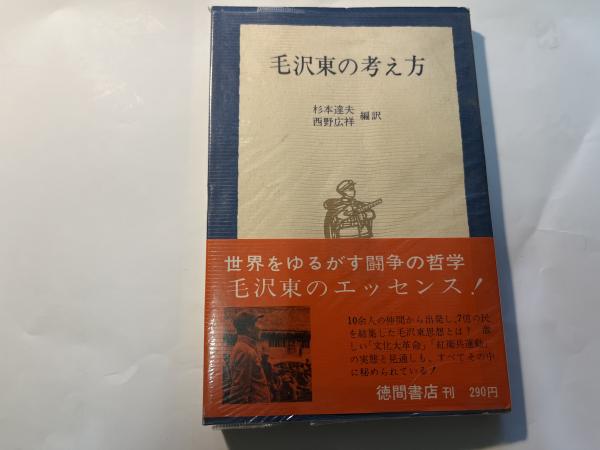 毛沢東の考え方
杉本達夫
西野広祥 編訳
世界をゆるがす闘争の哲学
毛沢東のエッセンス!
10余人の仲間から出発し、7億の民
を結集した毛沢東思想とは? 激
しい「文化大革命」「紅衛兵運動」
の実態と見通しも、すべてその中
に秘められている!
徳間書店 刊 290円